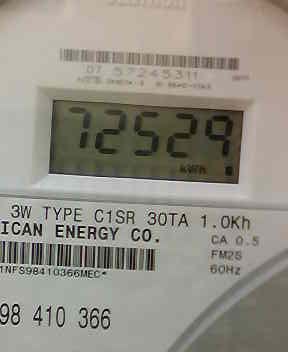 07 57245311
72529
kWh
3W TYPE C1SR 30TA 1.0Kh
ICAN ENERGY CO.
CA 0.5
FM2S
60Hz
1NFS98410366MEC*
98 410 366